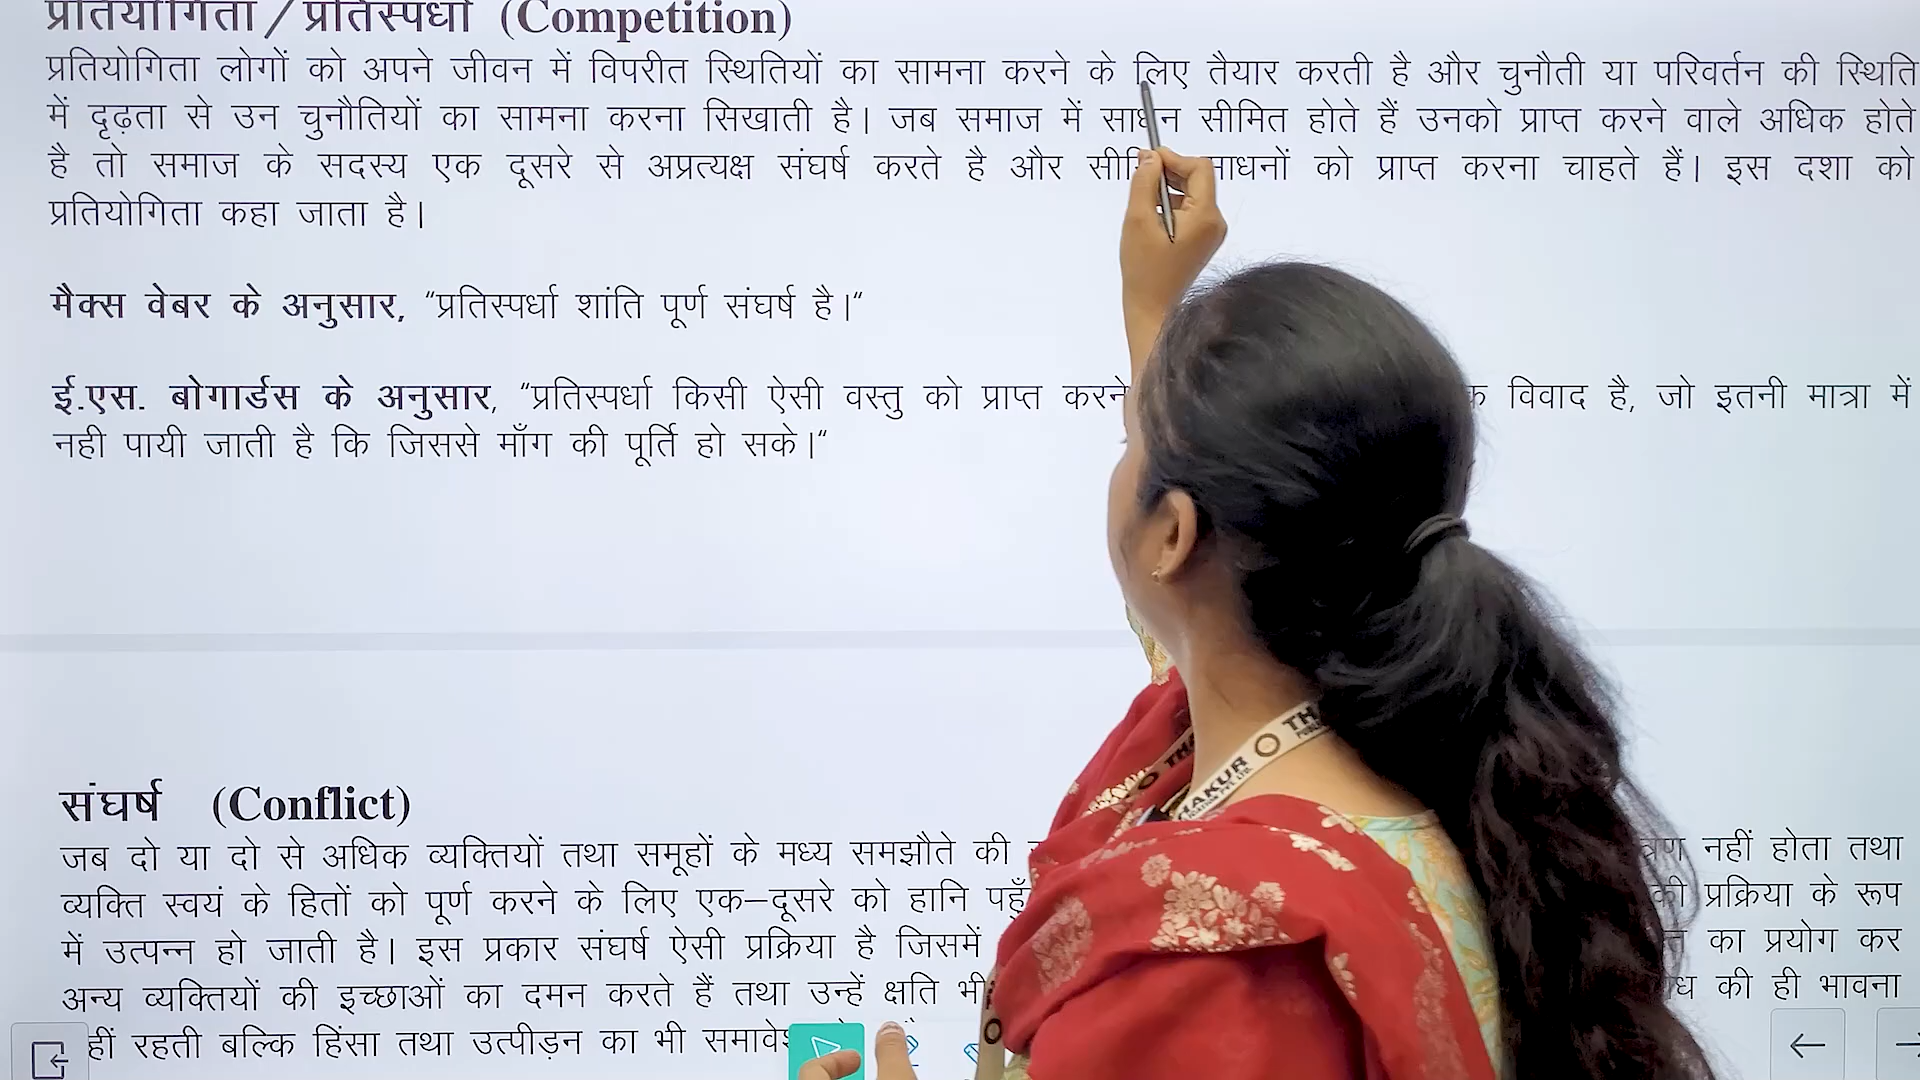 प्रतियोगिता/प्रतिस्पर्धा (Competition)
प्रतियोगिता लोगों को अपने जीवन में विपरीत स्थितियों का सामना करने के लिए तैयार करती है और चुनौती या परिवर्तन की स्थिति
में दृढ़ता से उन चुनौतियों का सामना करना सिखाती है। जब समाज में साधन सीमित होते हैं उनको प्राप्त करने वाले अधिक होते
है तो समाज के सदस्य एक दूसरे से अप्रत्यक्ष संघर्ष करते है और साधनों को प्राप्त करना चाहते हैं। इस दशा को
प्रतियोगिता कहा जाता है।
मैक्स वेबर के अनुसार, “प्रतिस्पर्धा शांति पूर्ण संघर्ष है।“
ई.एस. बोगार्डस के अनुसार, “प्रतिस्पर्धा किसी ऐसी वस्तु को प्राप्त करने विवाद है, जो इतनी मात्रा में
नही पायी जाती है कि जिससे माँग की पूर्ति हो सके।“
संघर्ष (Conflict)
जब दो या दो से अधिक व्यक्तियों तथा समूहों के मध्य समझौते की नहीं होता तथा
व्यक्ति स्वयं के हितों को पूर्ण करने के लिए एक–दूसरे को हानि की प्रक्रिया के रूप
में उत्पन्न हो जाती है। इस प्रकार संघर्ष ऐसी प्रक्रिया है जिसमें का प्रयोग कर
अन्य व्यक्तियों की इच्छाओं का दमन करते हैं तथा उन्हें क्षति भी की ही भावना
रहती बल्कि हिंसा तथा उत्पीड़न का भी